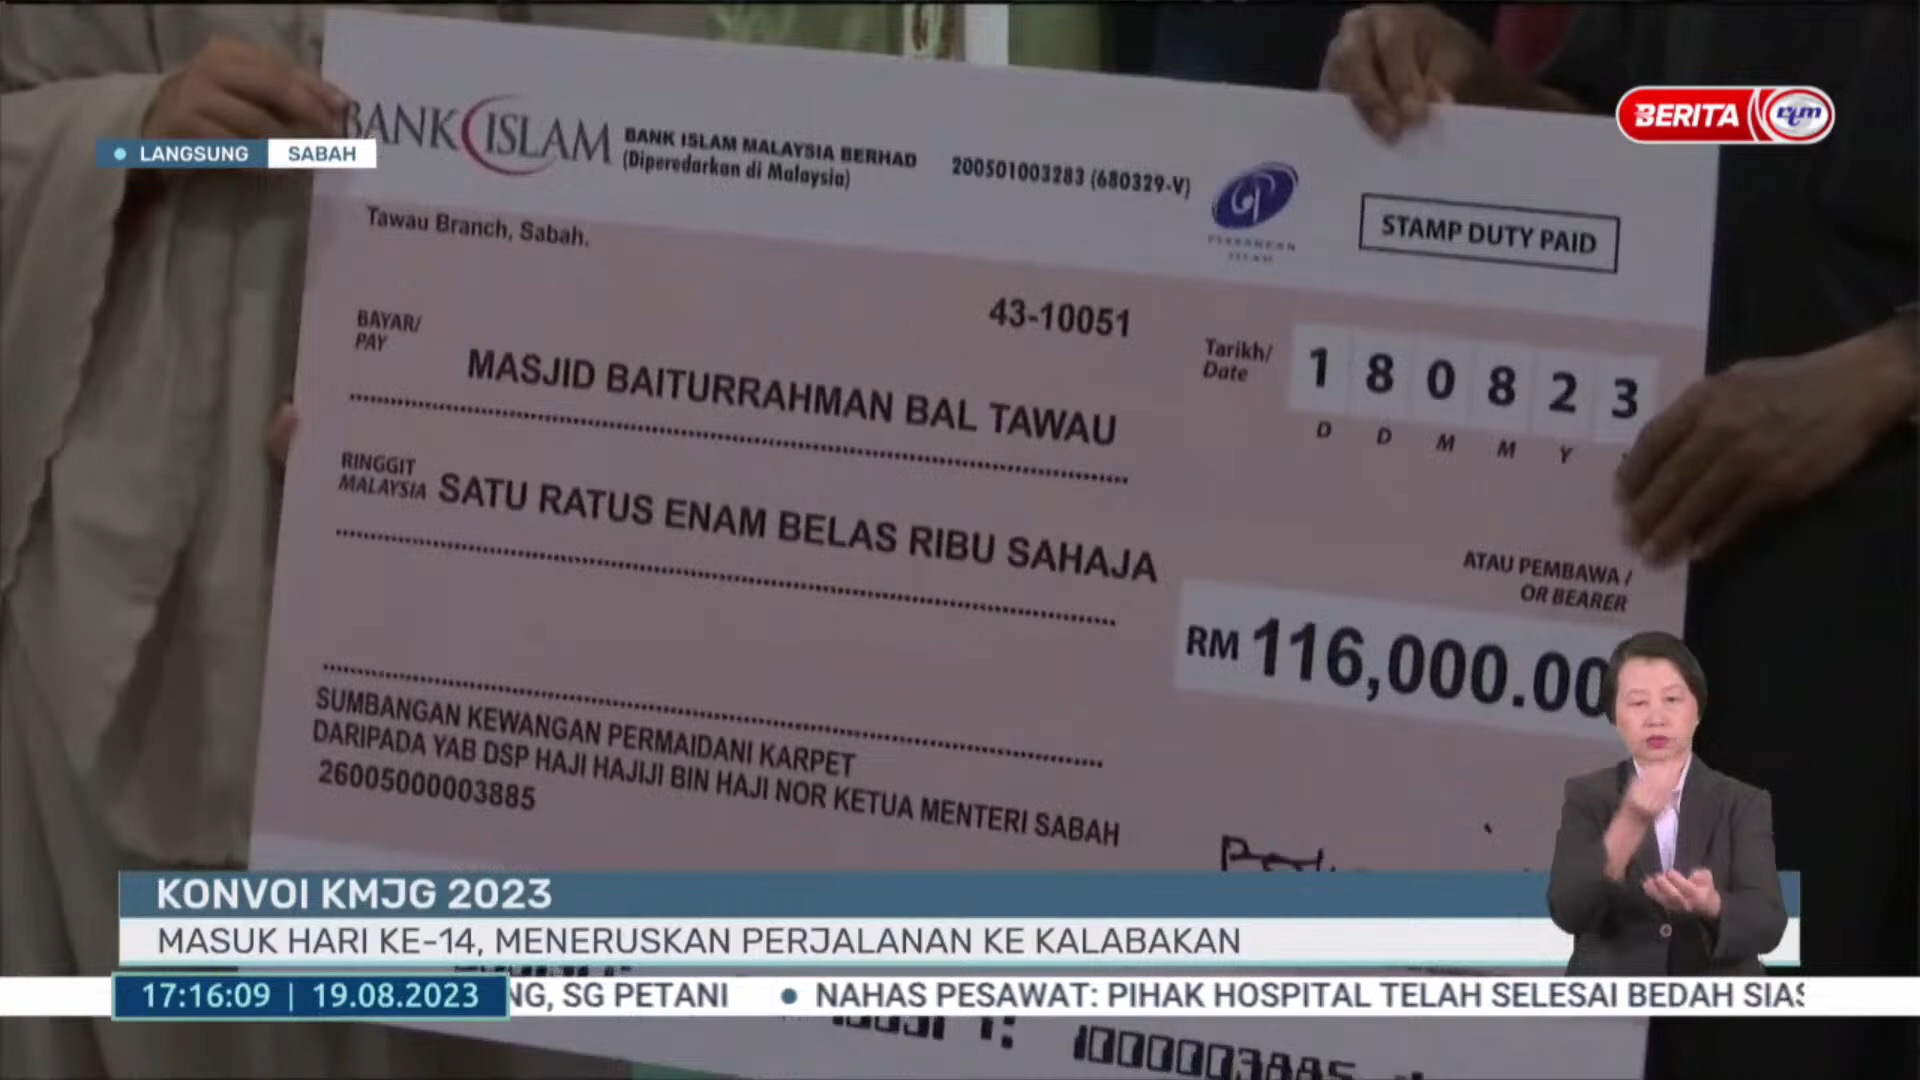 BANK ISLAM
BANK ISLAM MALAYSIA BERHAD
(Diperedarkan di Malaysia)
200501003283 (680329-V)
STAMP DUTY PAID
BERITA rtm
LANGSUNG SABAH
Tawau Branch, Sabah.
43-10051
BAYAR/
PAY
MASJID BAITURRAHMAN BAL TAWAU
Tarikh/
Date
1 8 0 8 2 3
D D M M Y
RINGGIT
MALAYSIA
SATU RATUS ENAM BELAS RIBU SAHAJA
ATAU PEMBAWA /
OR BEARER
RM 116,000.00
SUMBANGAN KEWANGAN PERMAIDANI KARPET
DARIPADA YAB DSP HAJI HAJIJI BIN HAJI NOR KETUA MENTERI SABAH
26005000003885
KONVOI KMJG 2023
MASUK HARI KE-14, MENERUSKAN PERJALANAN KE KALABAKAN
17:16:09 | 19.08.2023
NG, SG PETANI • NAHAS PESAWAT: PIHAK HOSPITAL TELAH SELESAI BEDAH